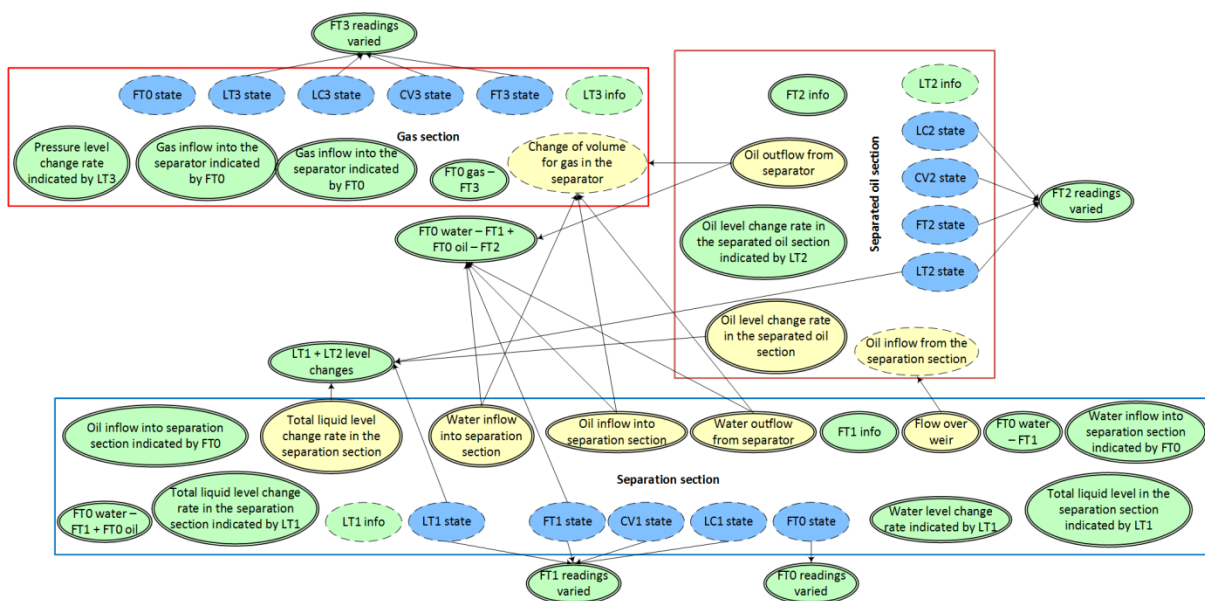 FT3 readings
varied
FT0 state
LT3 state
LC3 state
CV3 state
FT3 state
LT3 info
Gas section
Pressure level
change rate
indicated by LT3
Gas inflow into the
separator indicated
by FT0
Gas inflow into the
separator indicated
by FT0
FT0 gas –
FT3
Change of volume
for gas in the
separator
FT2 info
LT2 info
LC2 state
Oil outflow from
separator
CV2 state
Separated oil section
FT2 state
LT2 state
Oil level change rate in
the separated oil section
indicated by LT2
Oil level change rate
in the separated oil
section
Oil inflow from the
separation section
FT2 readings
varied
FT0 water – FT1 +
FT0 oil – FT2
LT1 + LT2 level
changes
Oil inflow into separation
section indicated by FT0
Total liquid level
change rate in the
separation section
Water inflow
into separation
section
Oil inflow into
separation section
Water outflow
from separator
FT1 info
Flow over
weir
FT0 water
– FT1
Water inflow into
separation section
indicated by FT0
Separation section
FT0 water –
FT1 + FT0 oil
Total liquid level change
rate in the separation
section indicated by LT1
LT1 info
LT1 state
FT1 state
CV1 state
LC1 state
FT0 state
Water level change
rate indicated by LT1
Total liquid level in the
separation section
indicated by LT1
FT1 readings
varied
FT0 readings
varied